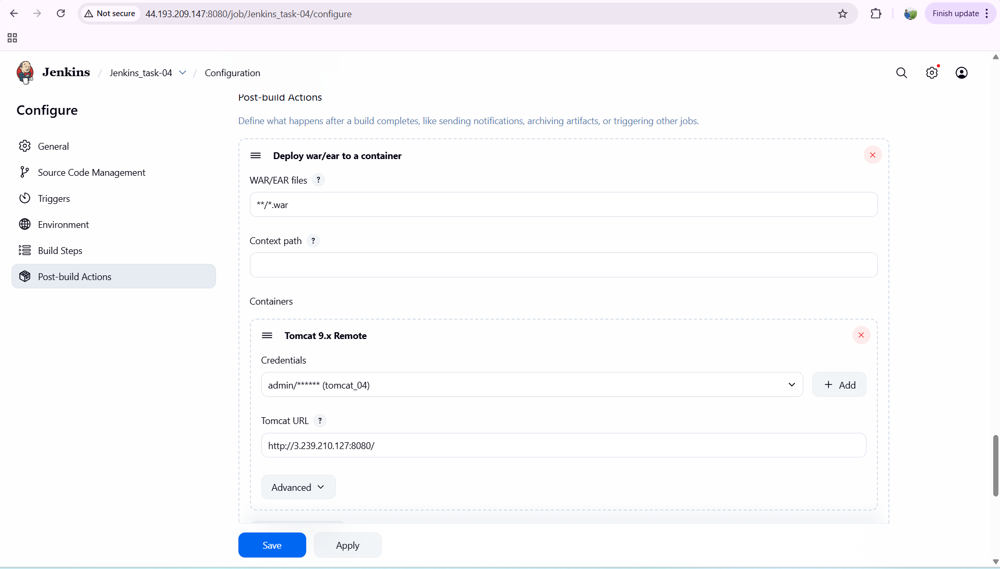 Not secure 44.193.209.147:8080/job/Jenkins_task-04/configure Finish update
Jenkins / Jenkins_task-04 / Configuration
Configure
General
Source Code Management
Triggers
Environment
Build Steps
Post-build Actions
Post-build Actions
Define what happens after a build completes, like sending notifications, archiving artifacts, or triggering other jobs.
Deploy war/ear to a container
WAR/EAR files ?
**/*.war
Context path ?
Containers
Tomcat 9.x Remote
Credentials
admin/****** (tomcat_04)
+ Add
Tomcat URL ?
http://3.239.210.127:8080/
Advanced
Save Apply